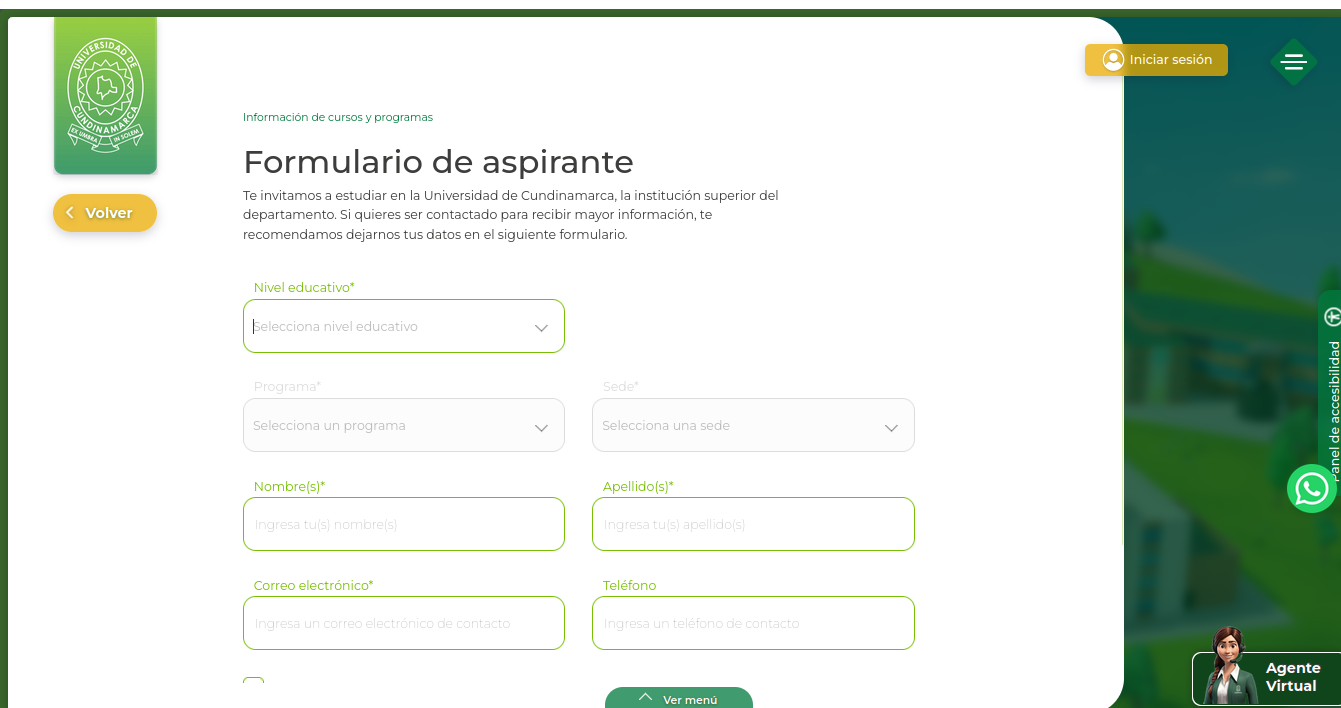 UNIVERSIDAD DE
CUNDINAMARCA
EX UMBRA IN SOLEM
Iniciar sesión
Volver
Información de cursos y programas
Formulario de aspirante
Te invitamos a estudiar en la Universidad de Cundinamarca, la institución superior del
departamento. Si quieres ser contactado para recibir mayor información, te
recomendamos dejarnos tus datos en el siguiente formulario.
Nivel educativo*
Selecciona nivel educativo
Programa* Sede*
Selecciona un programa Selecciona una sede
Nombre(s)* Apellido(s)*
Ingresa tu(s) nombre(s) Ingresa tu(s) apellido(s)
Correo electrónico* Teléfono
Ingresa un correo electrónico de contacto Ingresa un teléfono de contacto
Ver menú
Panel de accesibilidad
Agente
Virtual